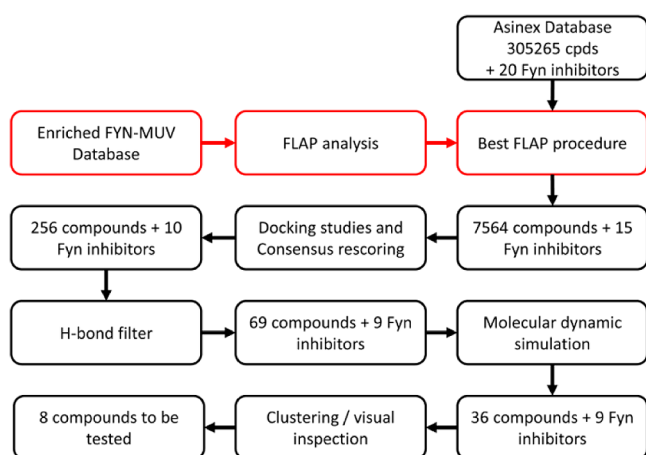 Asinex Database
305265 cpds
+ 20 Fyn inhibitors
Enriched FYN-MUV
Database
FLAP analysis
Best FLAP procedure
256 compounds + 10
Fyn inhibitors
Docking studies and
Consensus rescoring
7564 compounds + 15
Fyn inhibitors
H-bond filter
69 compounds + 9 Fyn
inhibitors
Molecular dynamic
simulation
8 compounds to be
tested
Clustering / visual
inspection
36 compounds + 9 Fyn
inhibitors